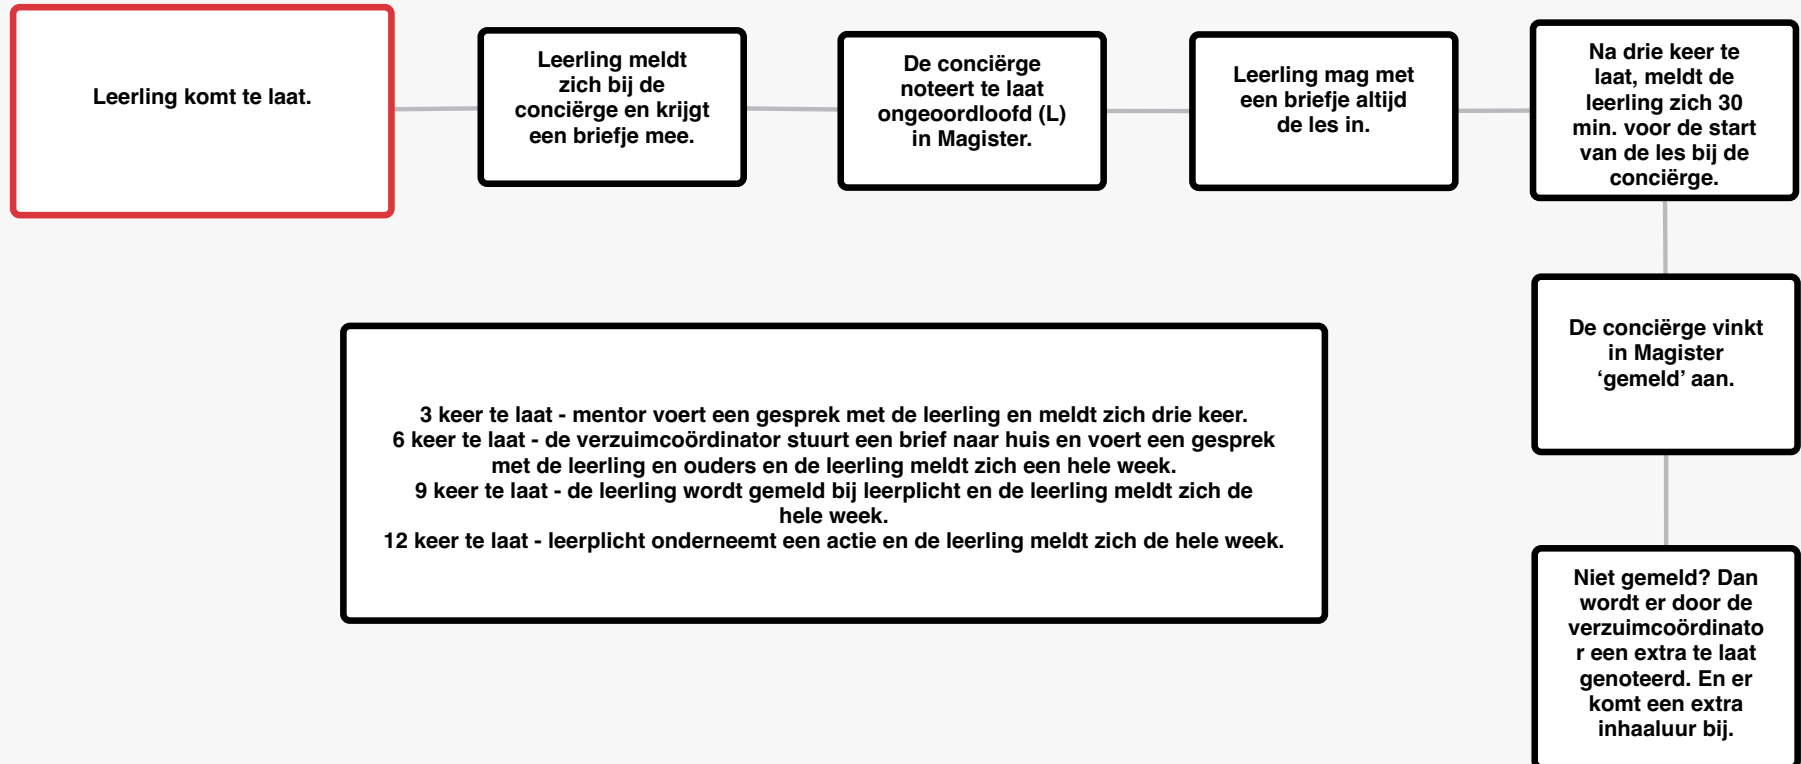 Leerling komt te laat.
Leerling meldt
zich bij de
conciërge en krijgt
een briefje mee.
De conciërge
noteert te laat
ongeoordloofd (L)
in Magister.
Leerling mag met
een briefje altijd
de les in.
Na drie keer te
laat, meldt de
leerling zich 30
min. voor de start
van de les bij de
conciërge.
De conciërge vinkt
in Magister
‘gemeld’ aan.
3 keer te laat - mentor voert een gesprek met de leerling en meldt zich drie keer.
6 keer te laat - de verzuimcoördinator stuurt een brief naar huis en voert een gesprek
met de leerling en ouders en de leerling meldt zich een hele week.
9 keer te laat - de leerling wordt gemeld bij leerplicht en de leerling meldt zich de
hele week.
12 keer te laat - leerplicht onderneemt een actie en de leerling meldt zich de hele week.
Niet gemeld? Dan
wordt er door de
verzuimcoördinato
r een extra te laat
genoteerd. En er
komt een extra
inhaaluur bij.